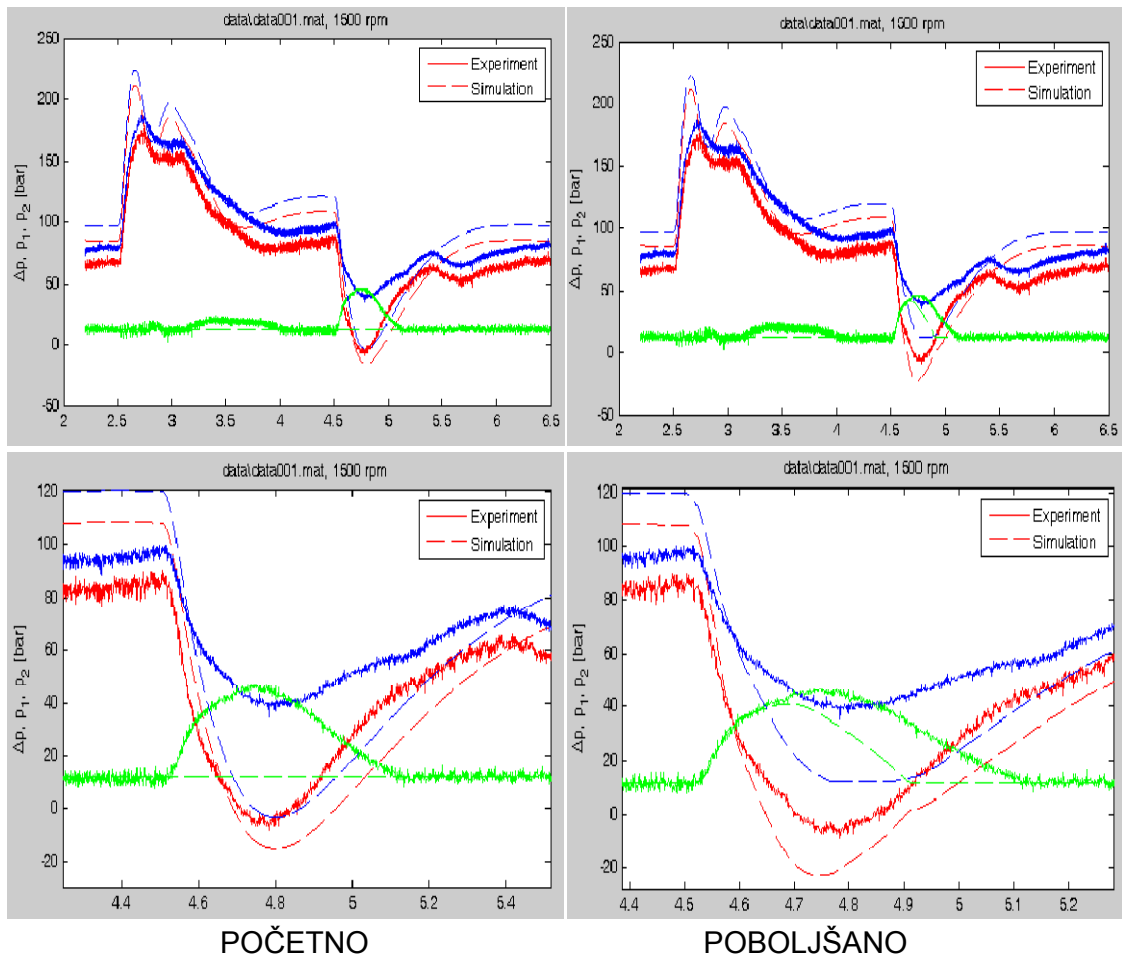 data\data001.mat, 1500 rpm
250
200
150
100
50
0
-50
Δp, p₁, p₂ [bar]
Experiment
Simulation
2 2.5 3 3.5 4 4.5 5 5.5 6 6.5
data\data001.mat, 1500 rpm
250
200
150
100
50
0
-50
Δp, p₁, p₂ [bar]
Experiment
Simulation
2 2.5 3 3.5 4 4.5 5 5.5 6 6.5
data\data001.mat, 1500 rpm
120
100
80
60
40
20
0
-20
Δp, p₁, p₂ [bar]
Experiment
Simulation
4.4 4.6 4.8 5 5.2 5.4
data\data001.mat, 1500 rpm
120
100
80
60
40
20
0
-20
Δp, p₁, p₂ [bar]
Experiment
Simulation
4.4 4.5 4.6 4.7 4.8 4.9 5 5.1 5.2
POČETNO
POBOLJŠANO